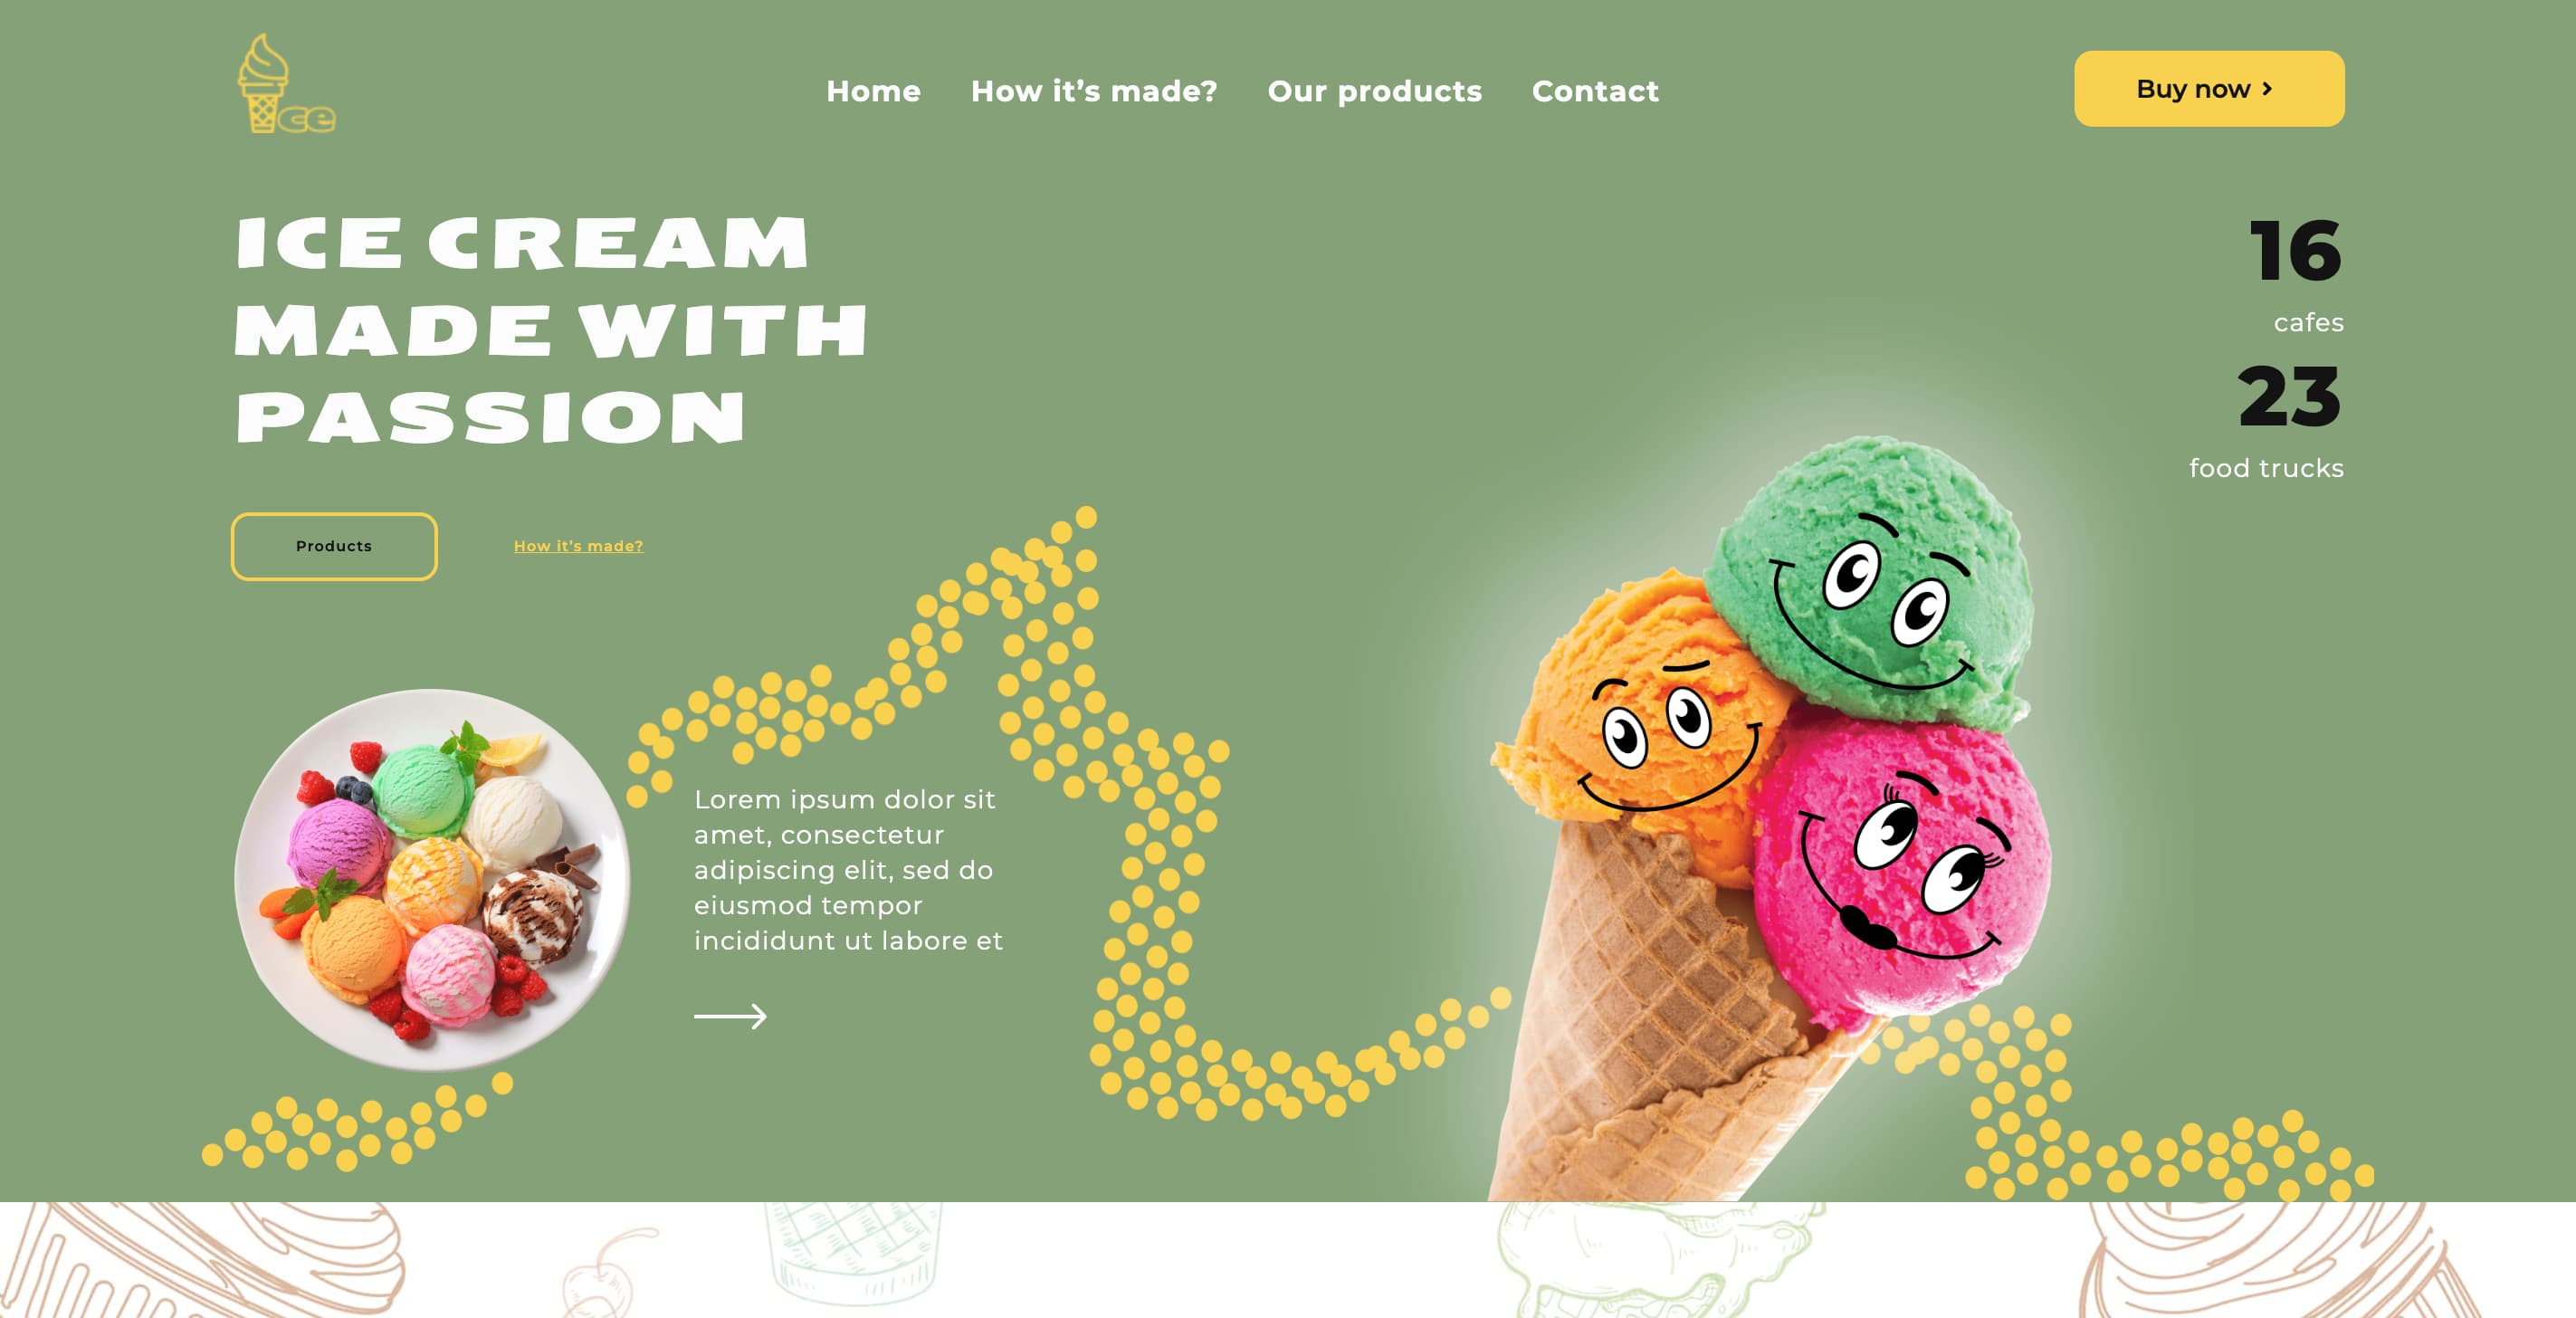 ce
Home
How it’s made?
Our products
Contact
Buy now
ICE CREAM
MADE WITH
PASSION
16
cafes
23
food trucks
Products
How it's made?
Lorem ipsum dolor sit
amet, consectetur
adipiscing elit, sed do
eiusmod tempor
incididunt ut labore et